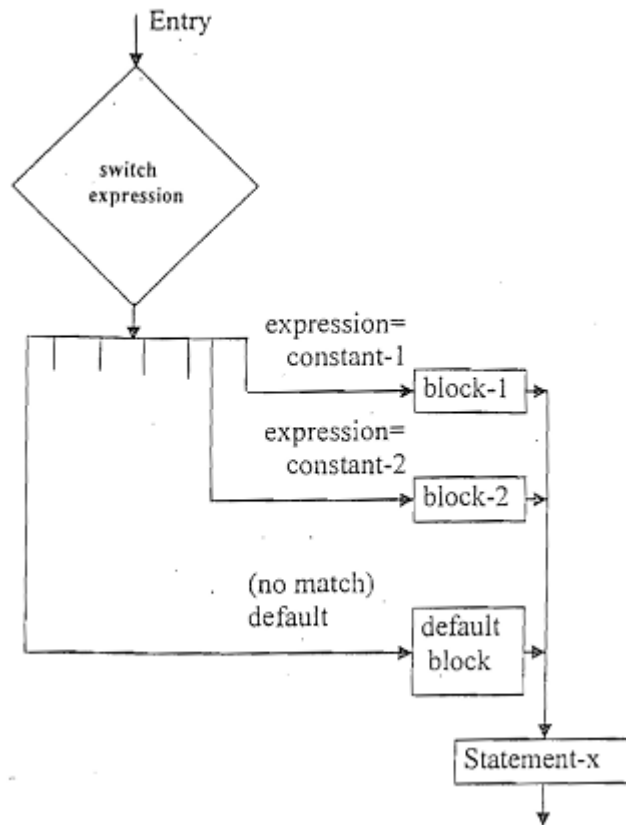 Entry
switch
expression
expression=
constant-1
block-1
expression=
constant-2
block-2
(no match)
default
default
block
Statement-x